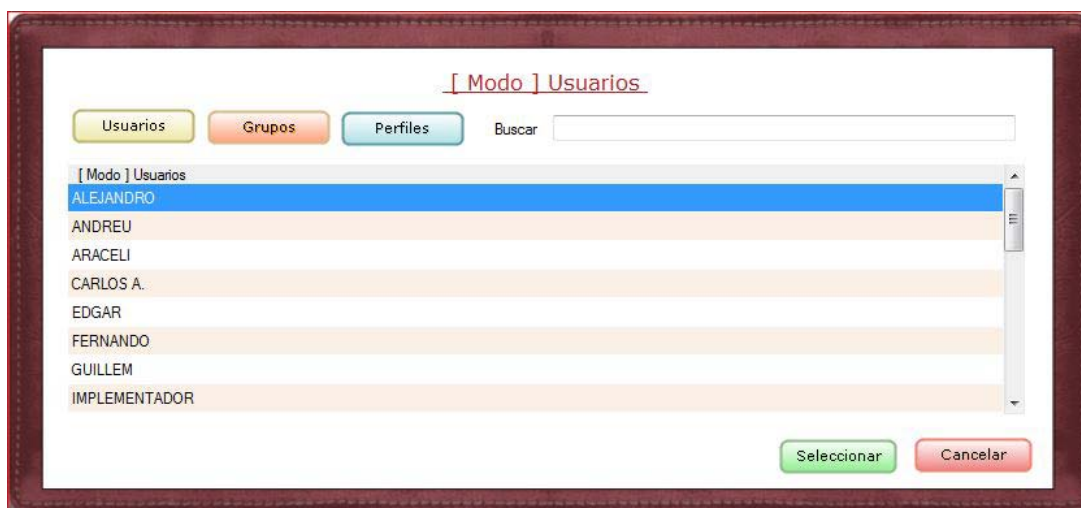 [ Modo ] Usuarios
Usuarios Grupos Perfiles Buscar
[ Modo ] Usuarios
ALEJANDRO
ANDREU
ARACELI
CARLOS A.
EDGAR
FERNANDO
GUILLEM
IMPLEMENTADOR
Seleccionar Cancelar